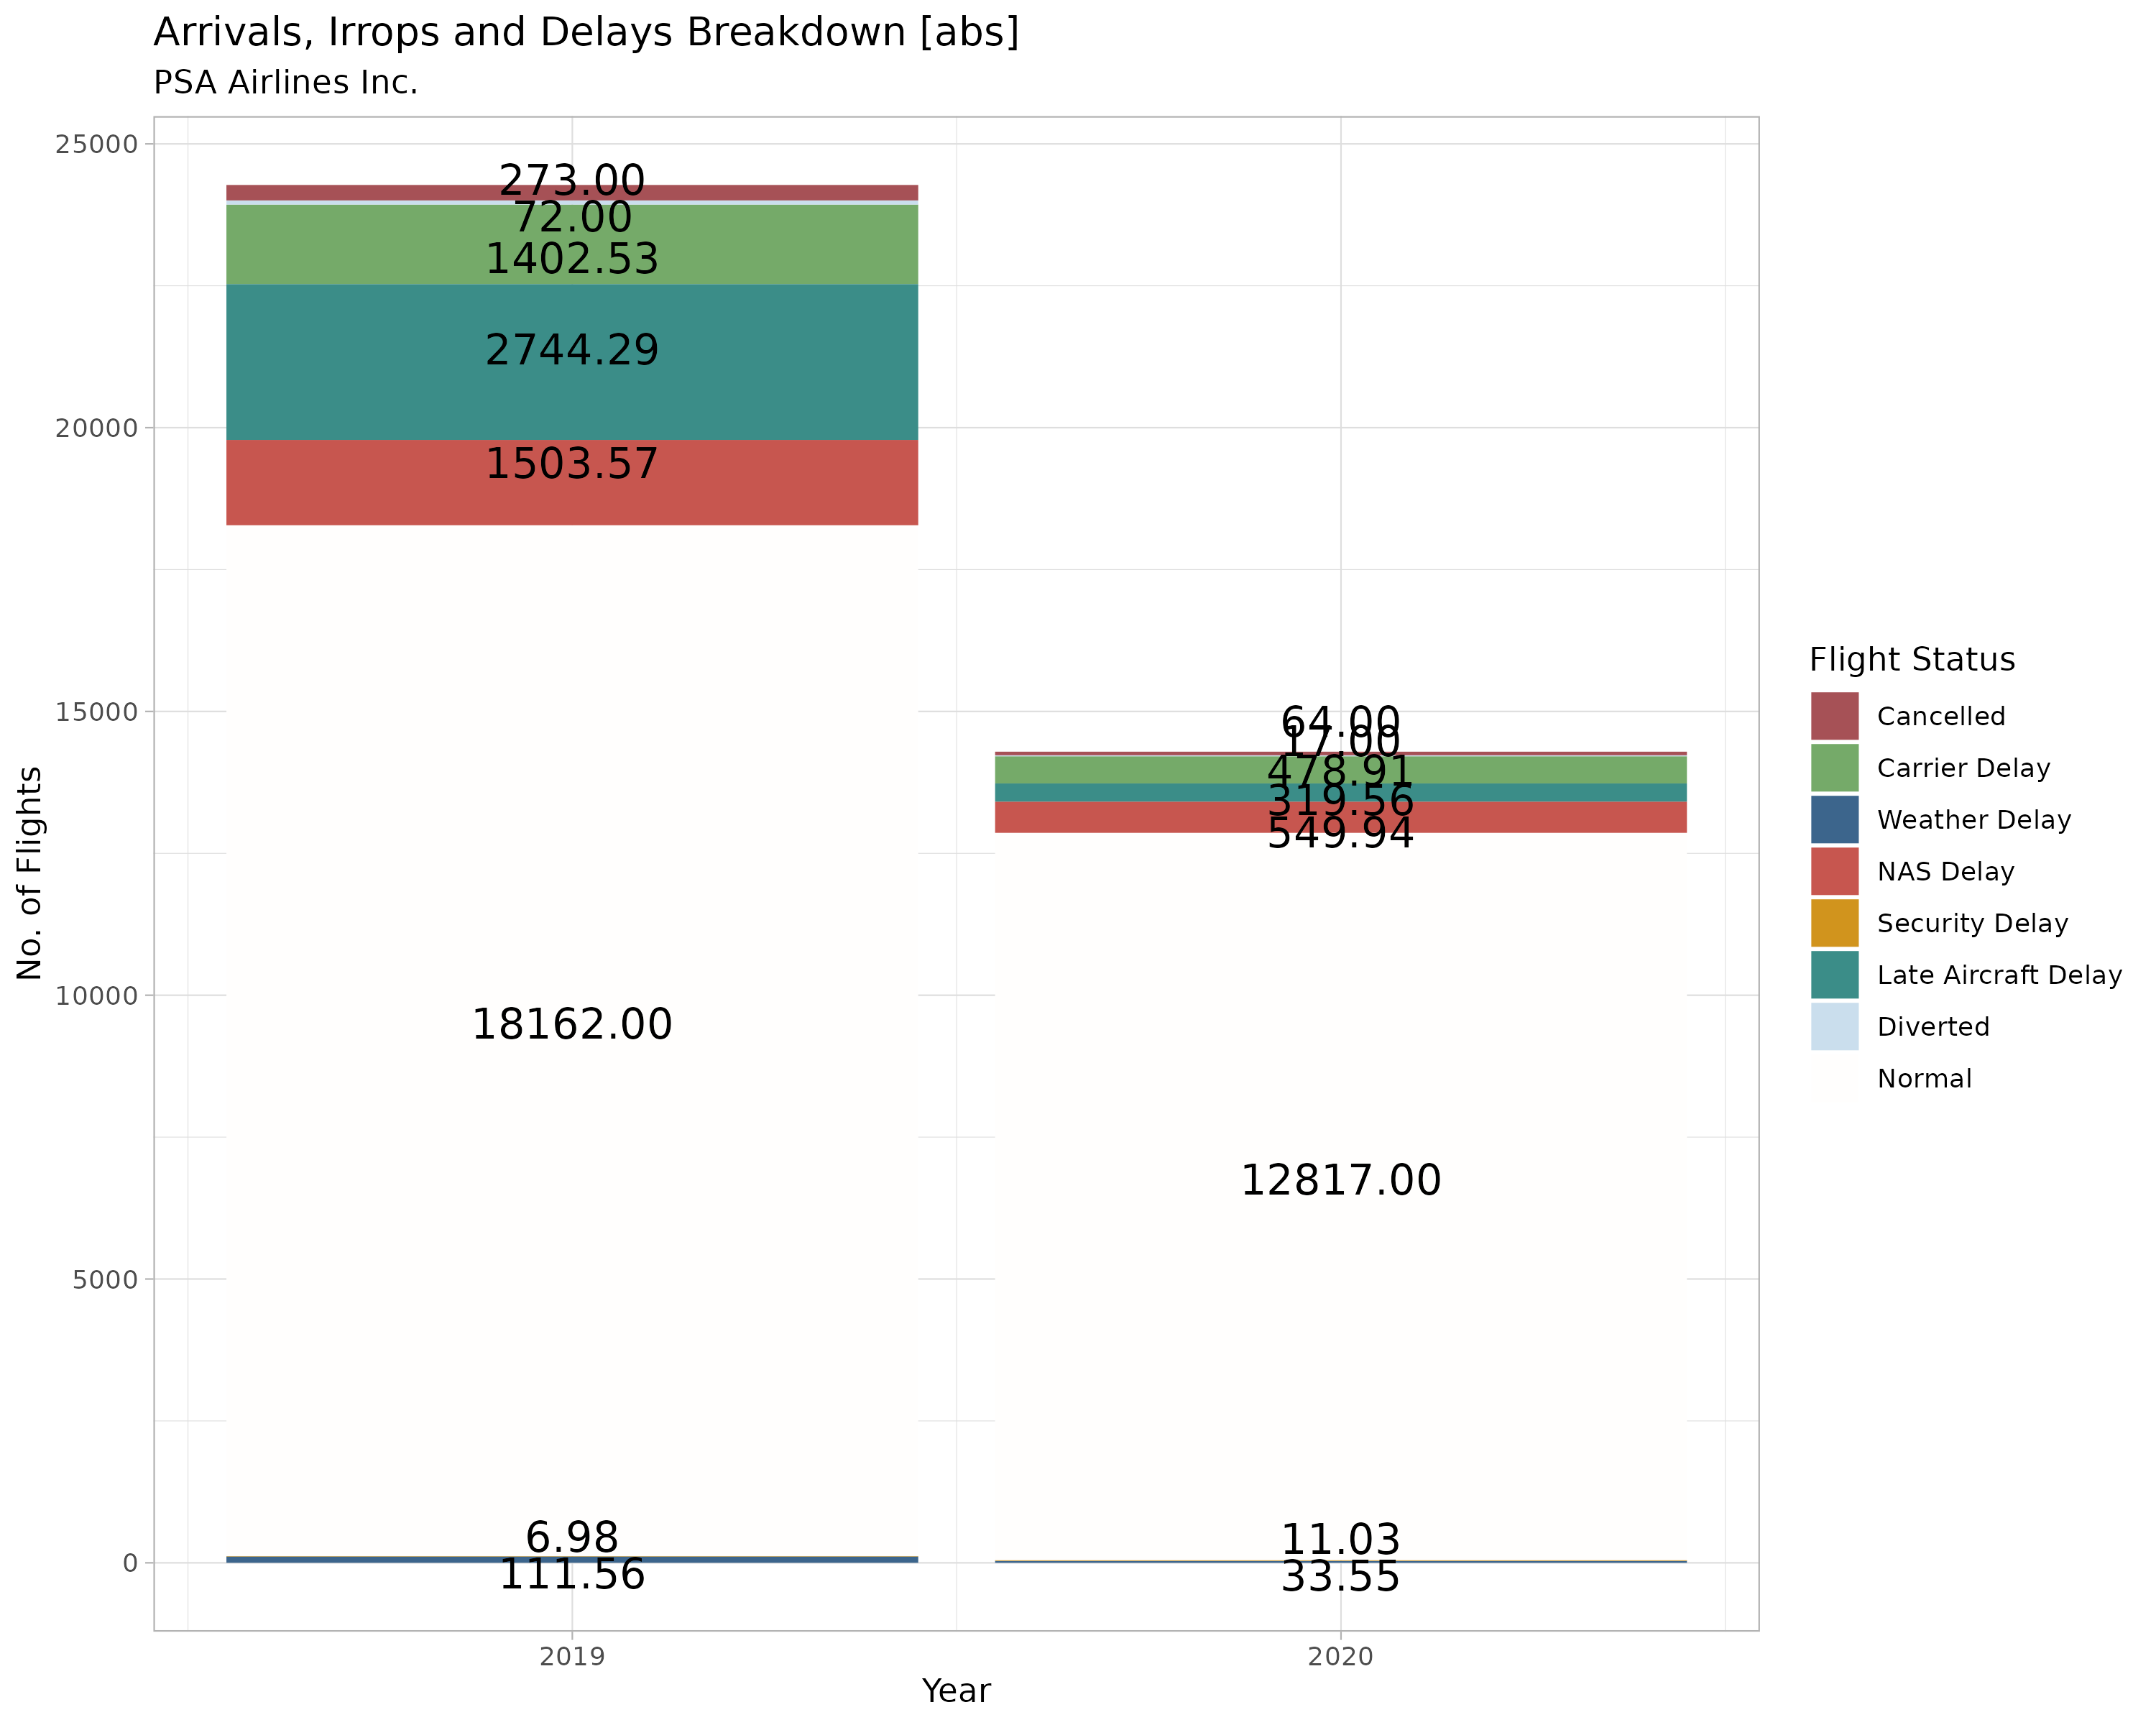 Arrivals, Irrops and Delays Breakdown [abs]
PSA Airlines Inc.
No. of Flights
25000
20000
15000
10000
5000
0
273.00
72.00
1402.53
2744.29
1503.57
18162.00
6.98
111.56
64.00
17.00
478.91
319.56
549.94
12817.00
11.03
33.55
2019
2020
Year
Flight Status
Cancelled
Carrier Delay
Weather Delay
NAS Delay
Security Delay
Late Aircraft Delay
Diverted
Normal